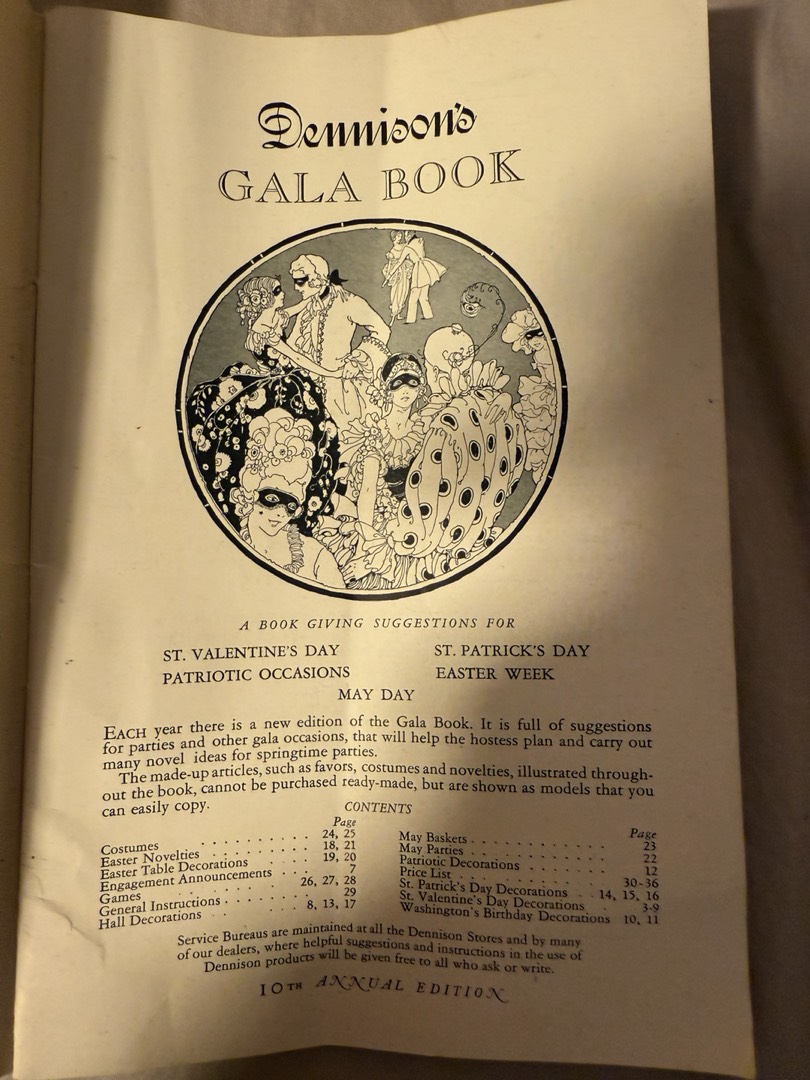 Dennison's
GALA BOOK
A BOOK GIVING SUGGESTIONS FOR
ST. VALENTINE'S DAY
PATRIOTIC OCCASIONS
ST. PATRICK'S DAY
EASTER WEEK
MAY DAY
EACH year there is a new edition of the Gala Book. It is full of suggestions
for parties and other gala occasions, that will help the hostess plan and carry out
many novel ideas for springtime parties.
The made-up articles, such as favors, costumes and novelties, illustrated through-
out the book, cannot be purchased ready-made, but are shown as models that you
can easily copy.
CONTENTS
Page
Costumes . . . . . . . . . . 24, 25
Easter Novelties . . . . . . . . 18, 21
Easter Table Decorations . . . . 19, 20
Engagement Announcements . . . 7
Games 26, 27, 28
General Instructions . . . . . . . 29
Hall Decorations . . . . . 8, 13, 17
Page
May Baskets . . . . . . . . . . . 23
May Parties . . . . . . . . . . . 22
Patriotic Decorations . . . . . . . 12
Price List . . . . . . . . . . 30-36
St. Patrick's Day Decorations . . 14, 15, 16
St. Valentine's Day Decorations . 3-9
Washington's Birthday Decorations 10, 11
Service Bureaus are maintained at all the Dennison Stores and by many
of our dealers, where helpful suggestions and instructions in the use of
Dennison products will be given free to all who ask or write.
10TH ANNUAL EDITION